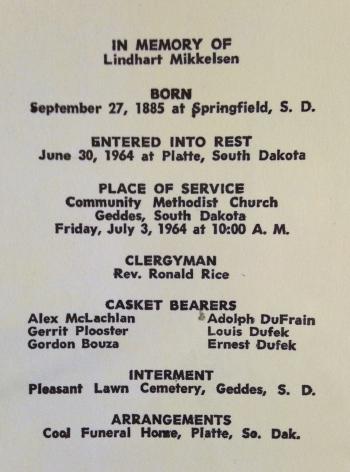 IN MEMORY OF
Lindhart Mikkelsen
BORN
September 27, 1885 at Springfield, S. D.
ENTERED INTO REST
June 30, 1964 at Platte, South Dakota
PLACE OF SERVICE
Community Methodist Church
Geddes, South Dakota
Friday, July 3, 1964 at 10:00 A. M.
CLERGYMAN
Rev. Ronald Rice
CASKET BEARERS
Alex McLachlan Adolph DuFrain
Gerrit Plooster Louis Dufek
Gordon Bouza Ernest Dufek
INTERMENT
Pleasant Lawn Cemetery, Geddes, S. D.
ARRANGEMENTS
Cool Funeral Home, Platte, So. Dak.